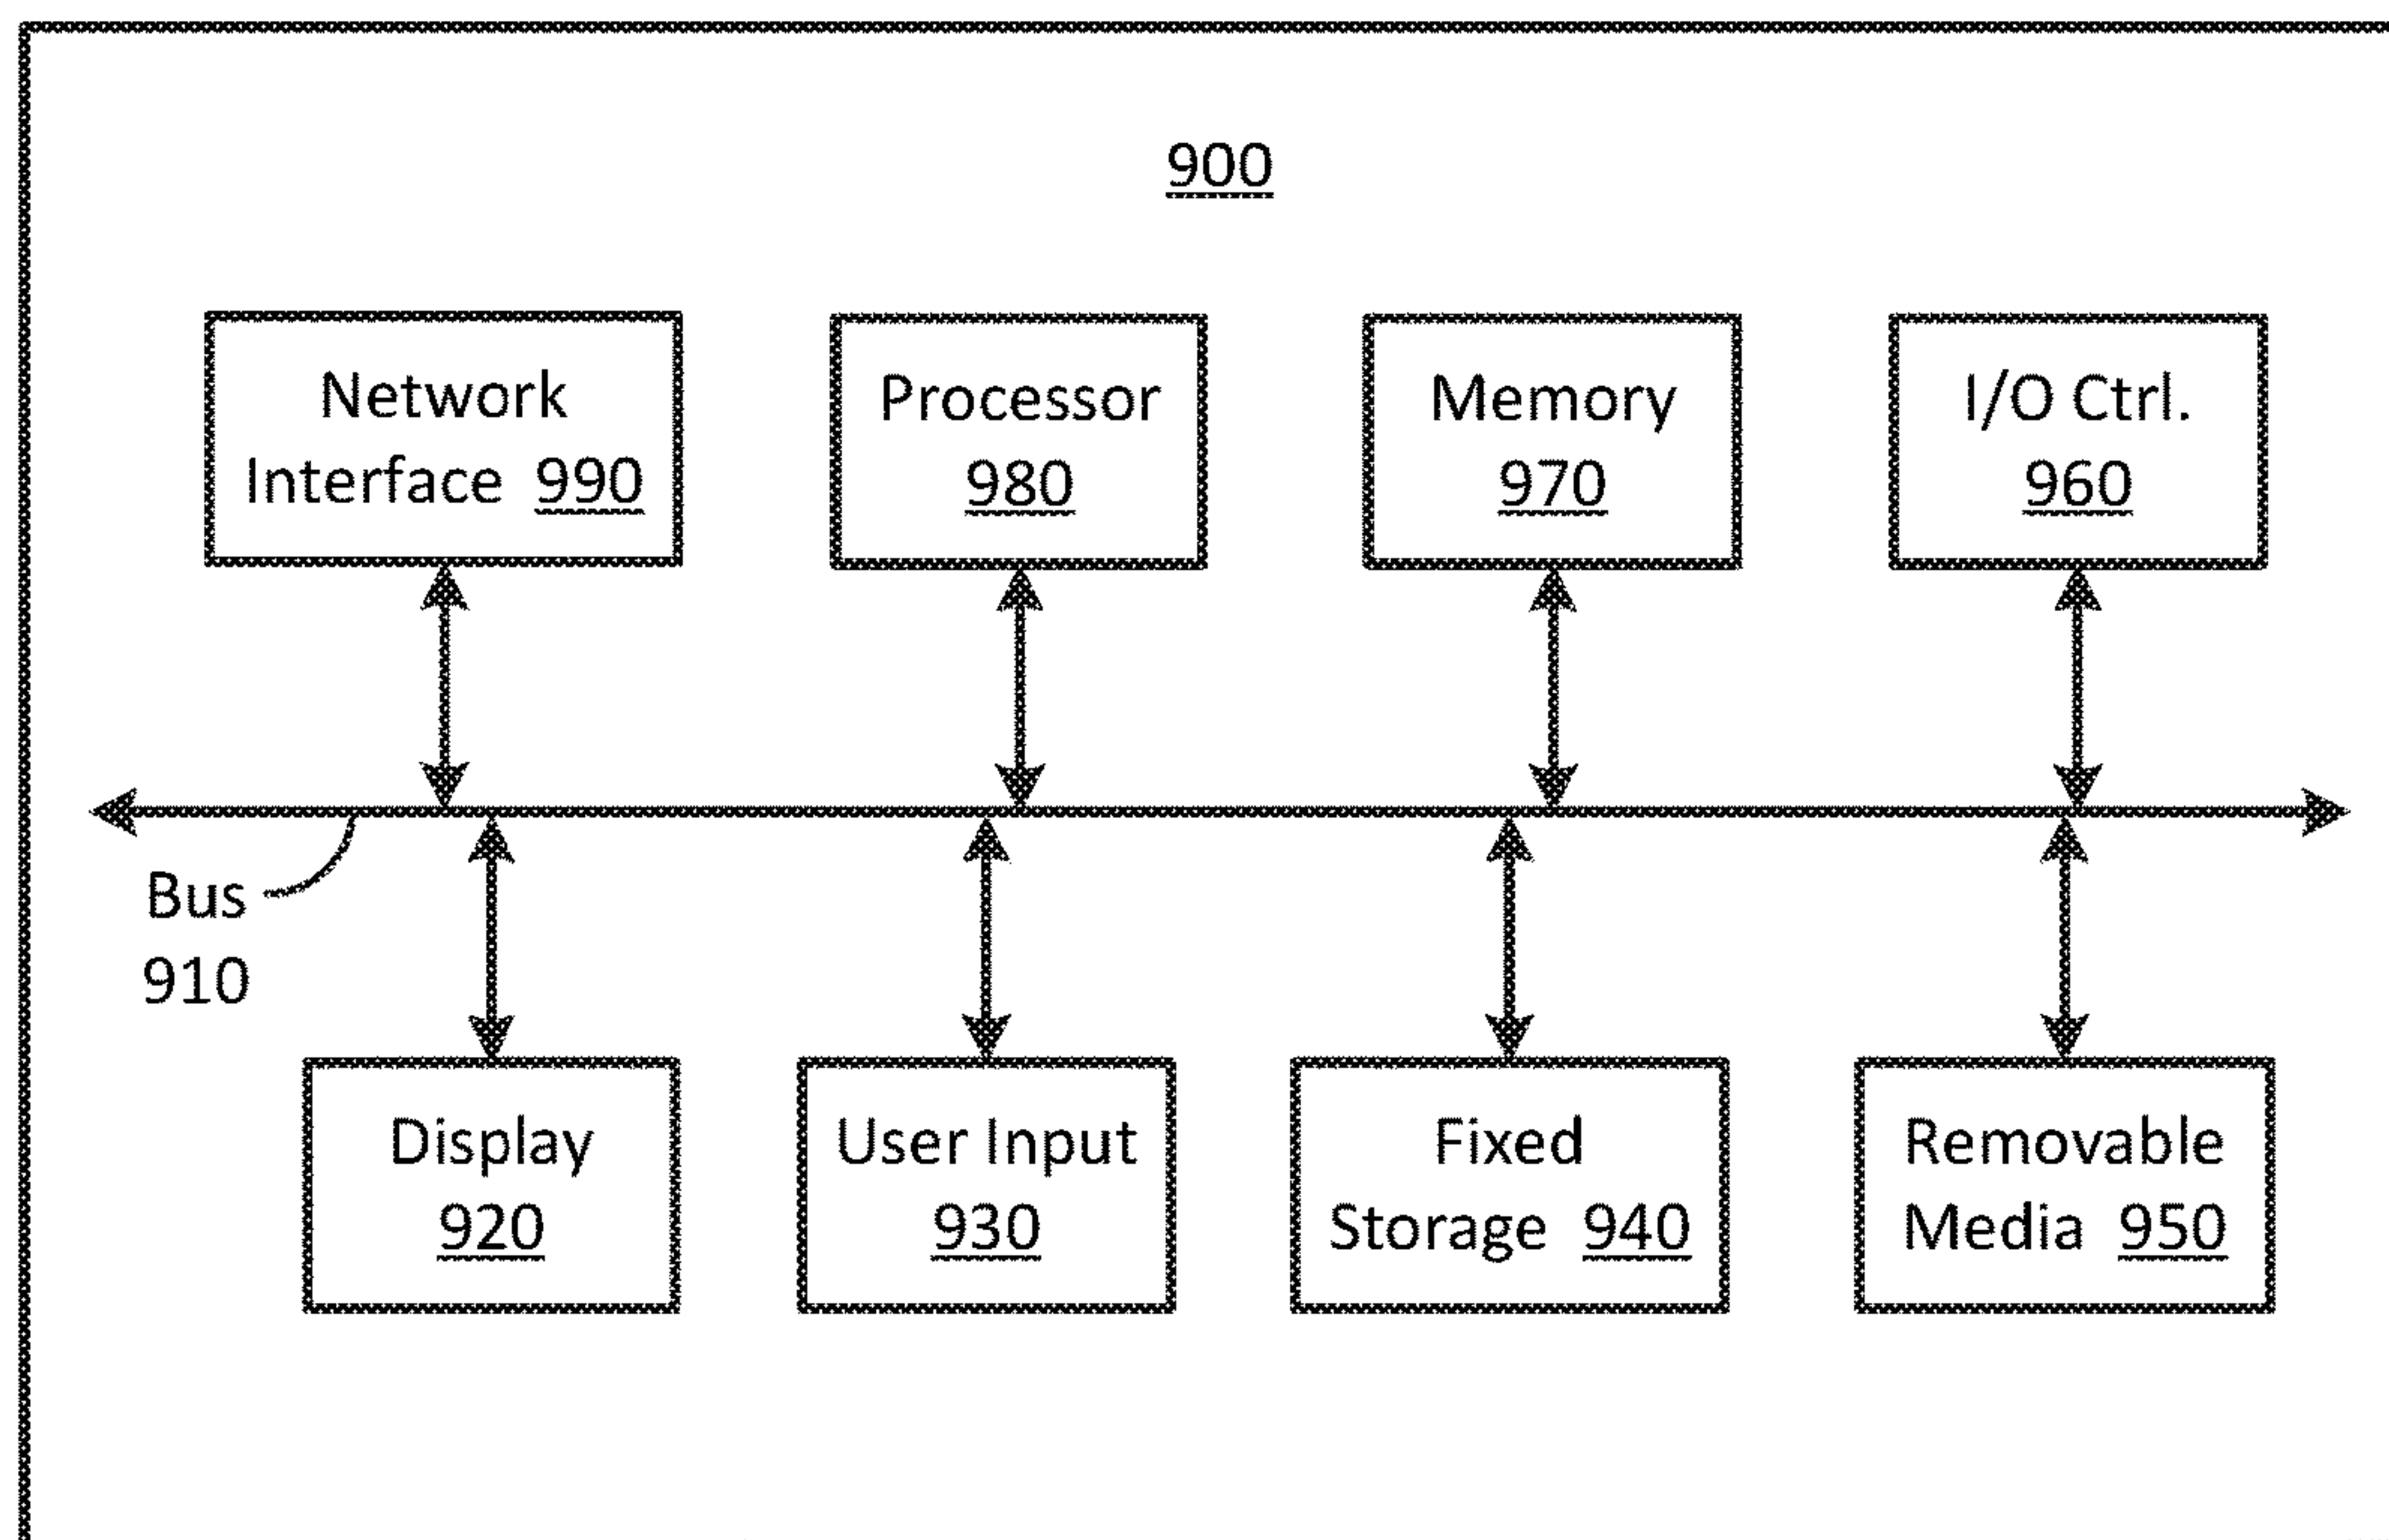 900
Network
Interface 990
Processor
980
Memory
970
I/O Ctrl.
960
Bus
910
Display
920
User Input
930
Fixed
Storage 940
Removable
Media 950